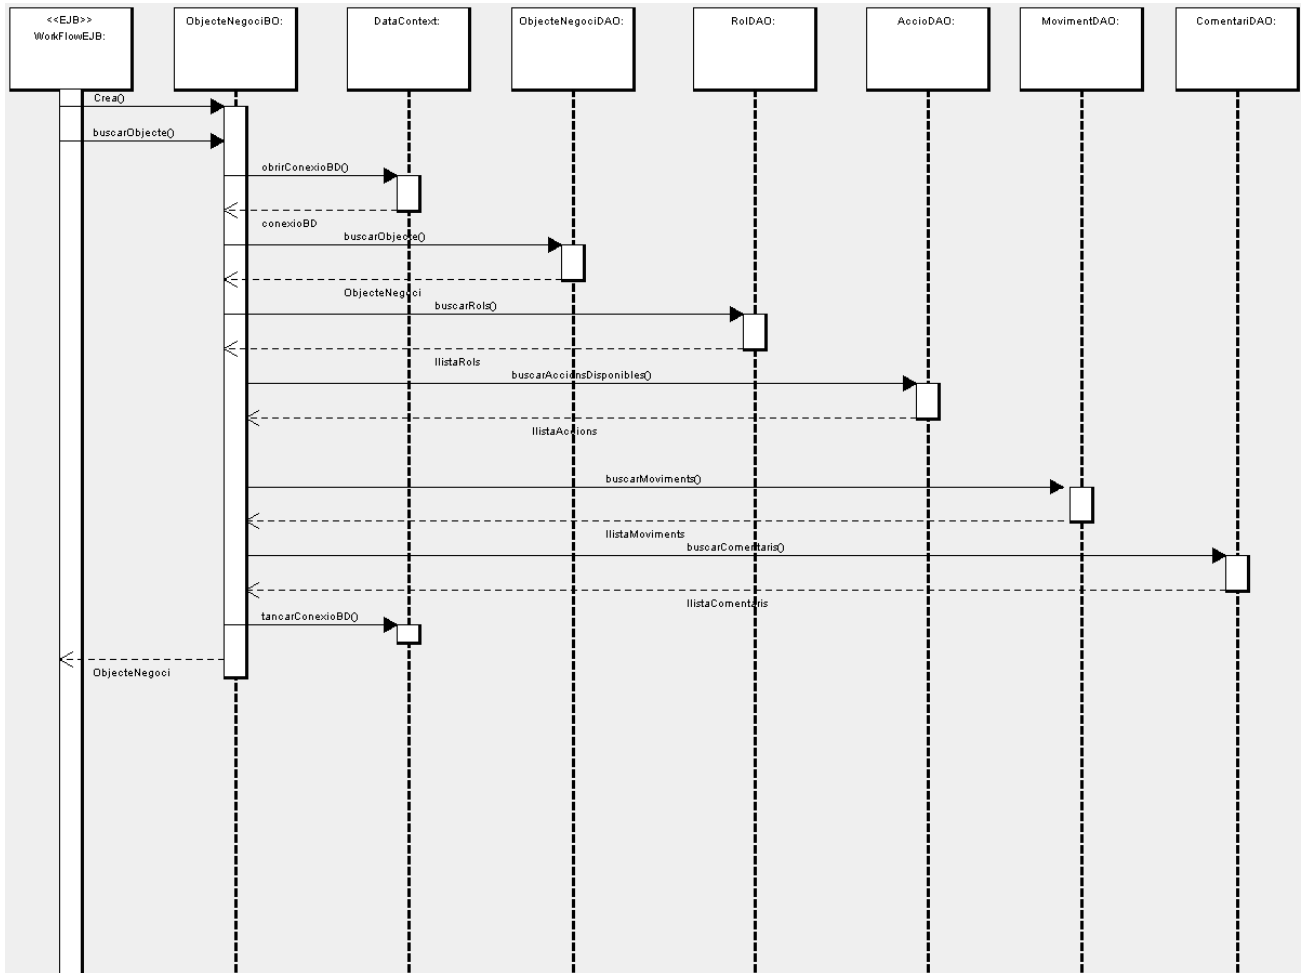 <<EJB>>
WorkFlowEJB:
ObjecteNegociBO:
DataContext:
ObjecteNegociDAO:
RolDAO:
AccioDAO:
MovimentDAO:
ComentariDAO:
Crea()
buscarObjecte()
obrirConexioBD()
conexioBD
buscarObjecte()
ObjecteNegoci
buscarRols()
llistaRols
buscarAccionsDisponibles()
llistaAccions
buscarMoviments()
llistaMoviments
buscarComentaris()
llistaComentaris
tancarConexioBD()
ObjecteNegoci